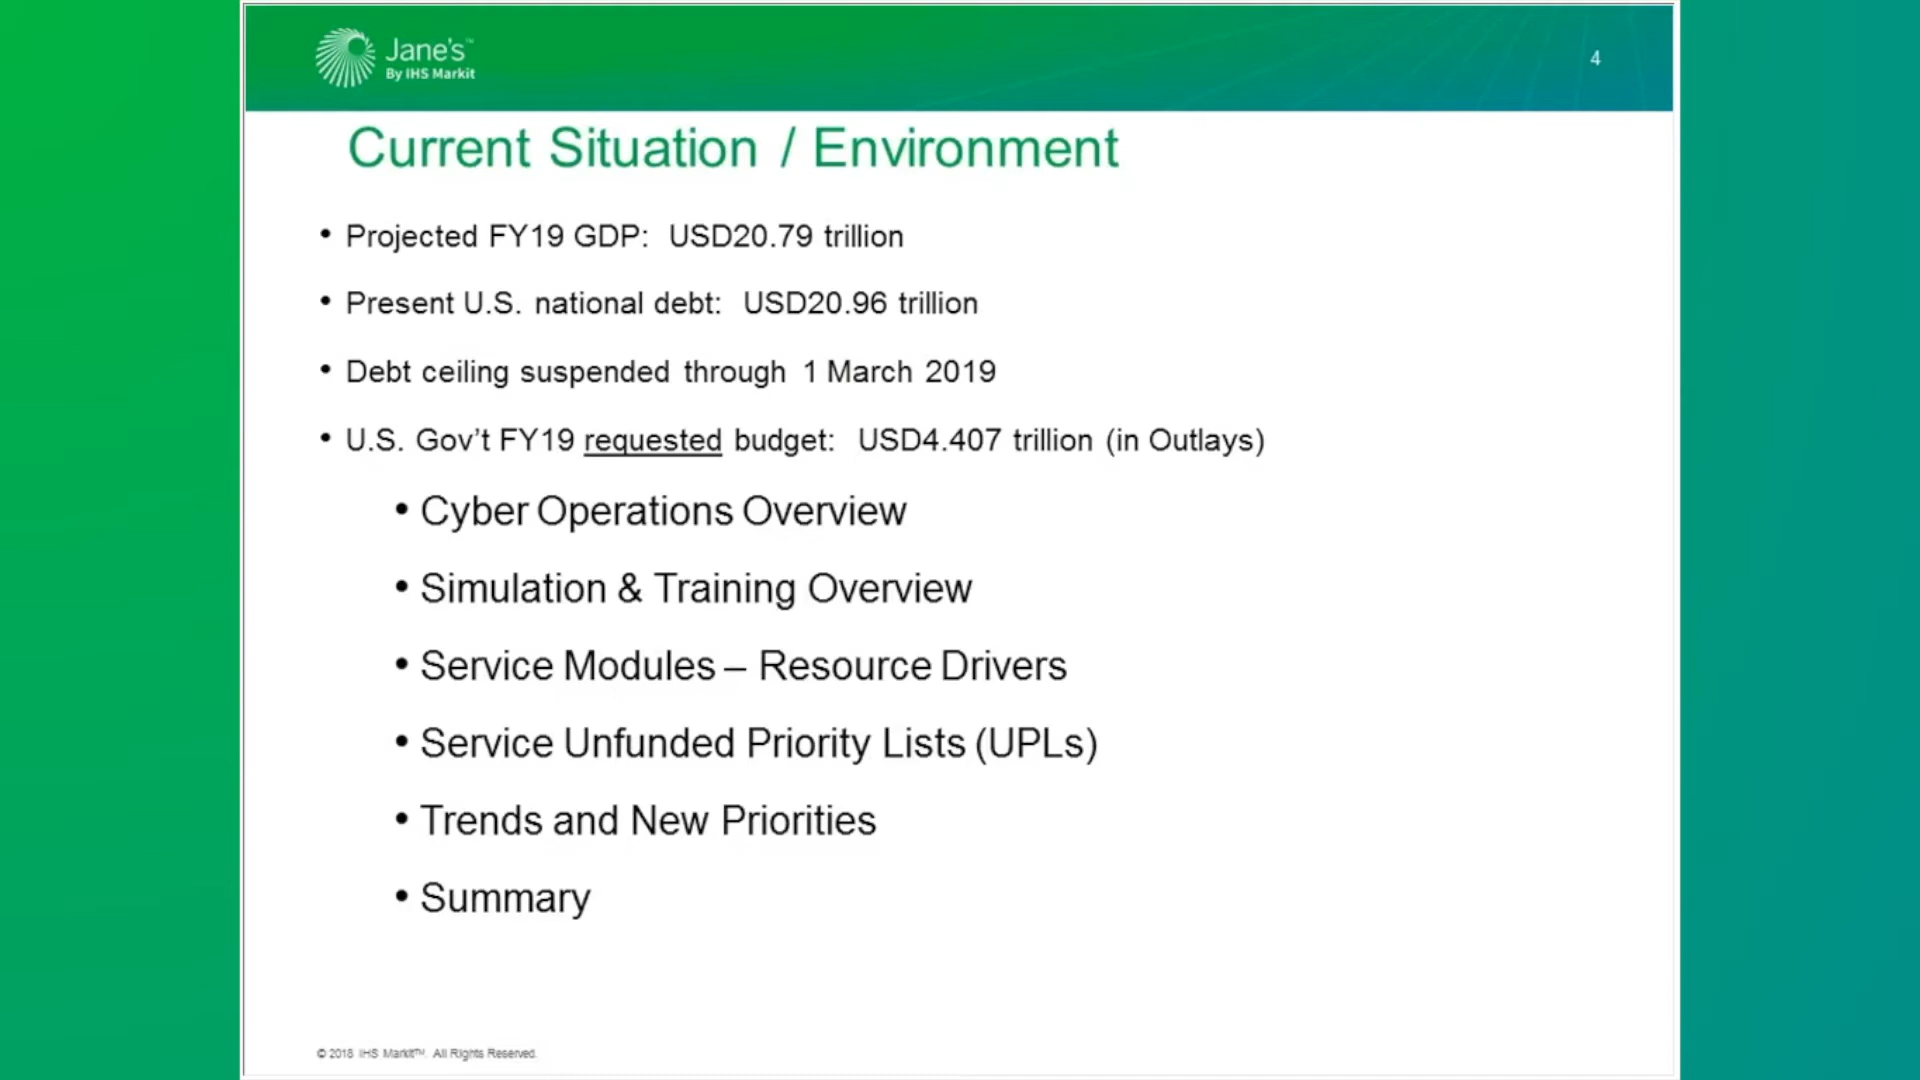 Jane's™
By IHS Markit
4
Current Situation / Environment
• Projected FY19 GDP: USD20.79 trillion
• Present U.S. national debt: USD20.96 trillion
• Debt ceiling suspended through 1 March 2019
• U.S. Gov't FY19 requested budget: USD4.407 trillion (in Outlays)
• Cyber Operations Overview
• Simulation & Training Overview
• Service Modules – Resource Drivers
• Service Unfunded Priority Lists (UPLs)
• Trends and New Priorities
• Summary
© 2018 IHS Markit™. All Rights Reserved.